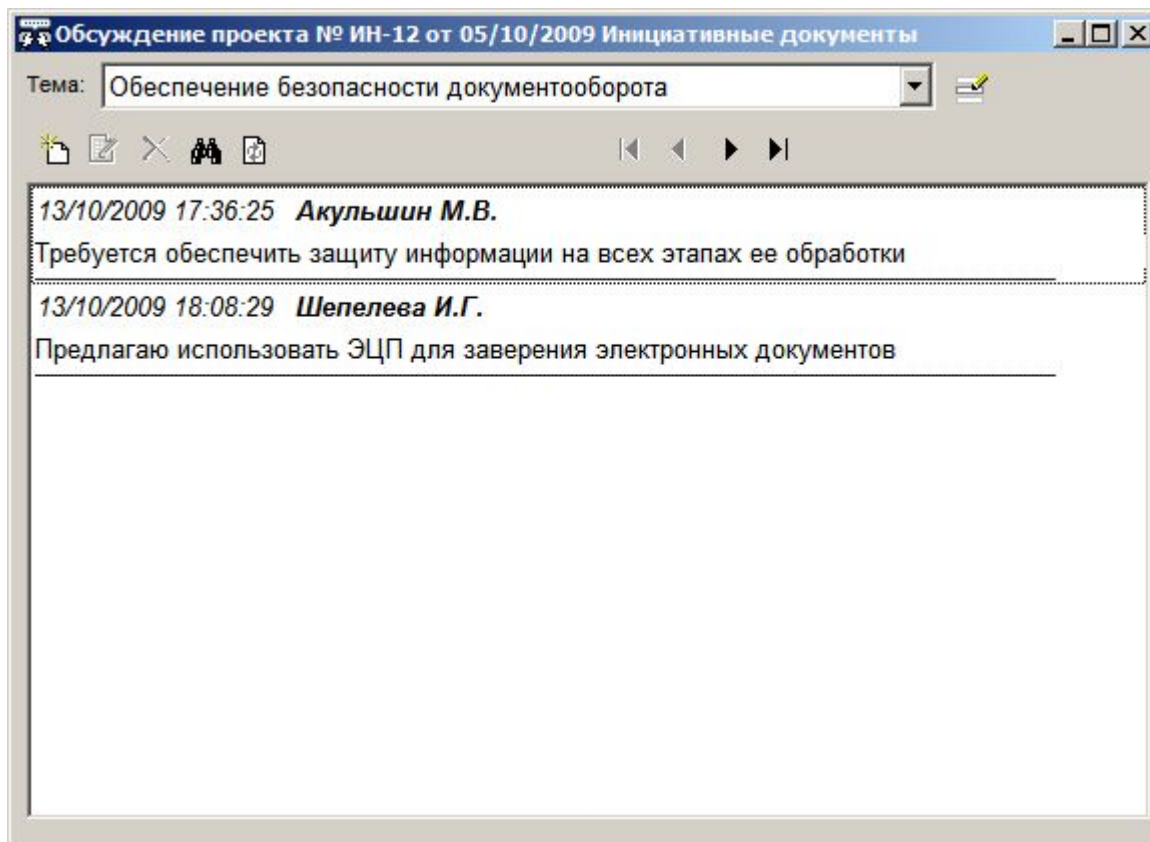 Обсуждение проекта № ИН-12 от 05/10/2009 Инициативные документы
Тема: Обеспечение безопасности документооборота
13/10/2009 17:36:25 Акульшин М.В.
Требуется обеспечить защиту информации на всех этапах ее обработки
13/10/2009 18:08:29 Шепелева И.Г.
Предлагаю использовать ЭЦП для заверения электронных документов